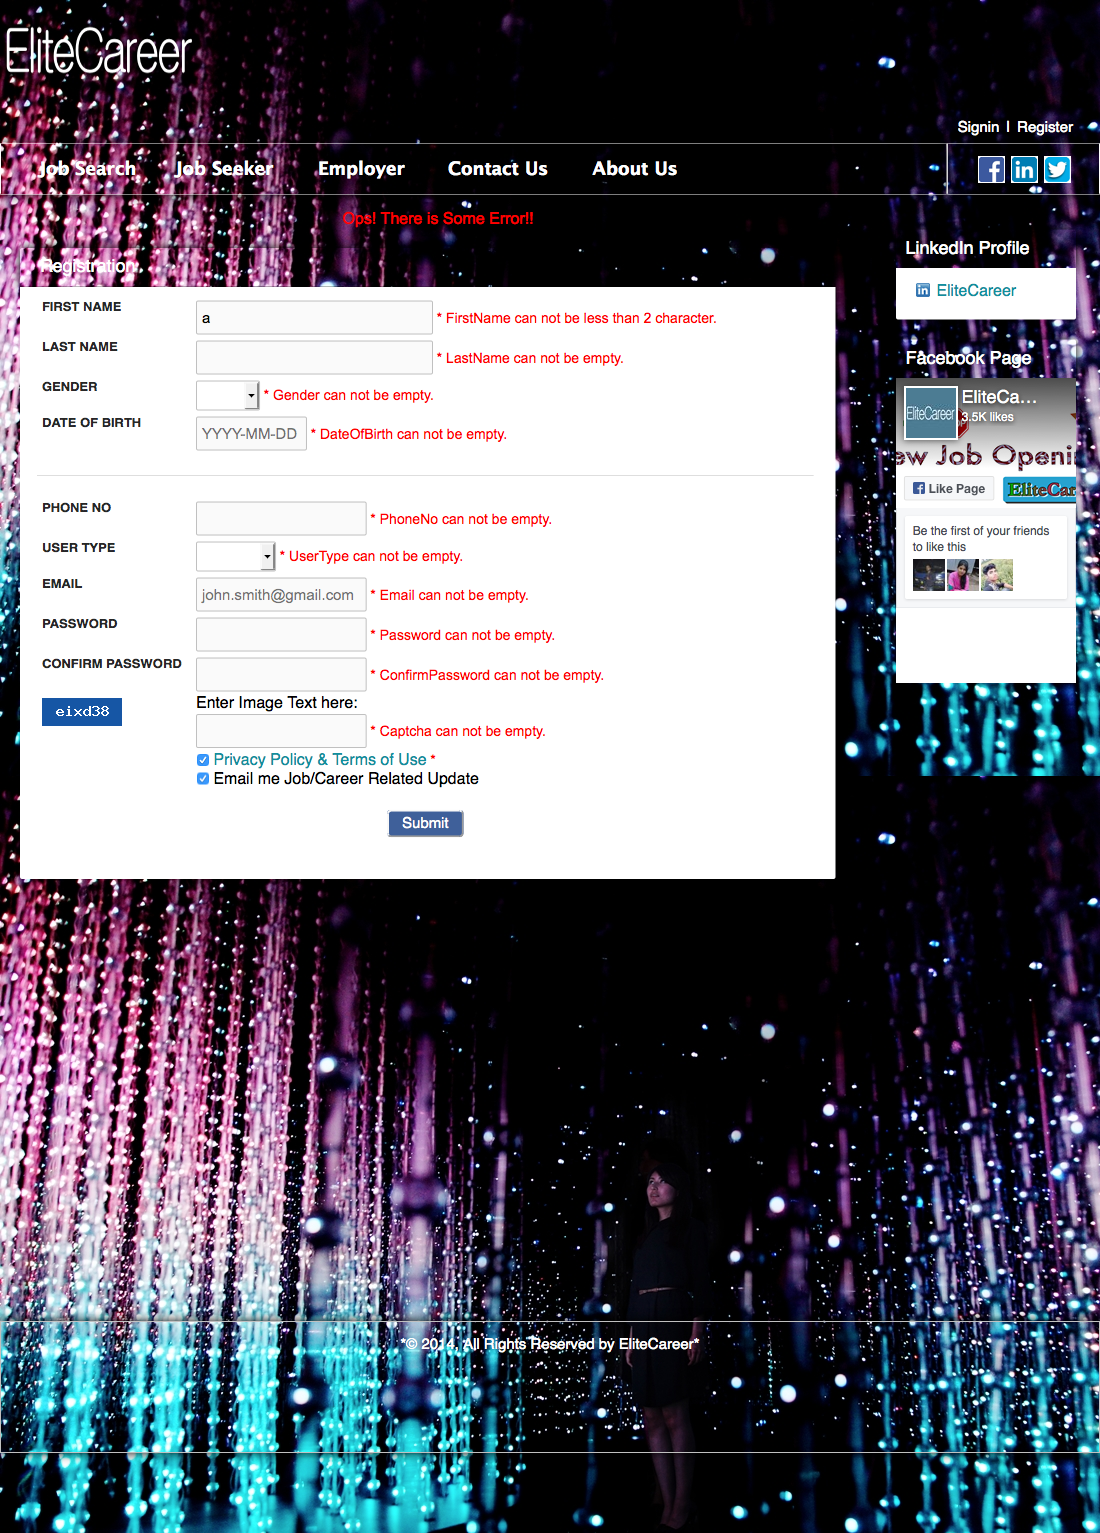 EliteCareer
Signin | Register
Job Search Job Seeker Employer Contact Us About Us
Ops! There is Some Error!!
Registration
FIRST NAME a * FirstName can not be less than 2 character.
LAST NAME * LastName can not be empty.
GENDER * Gender can not be empty.
DATE OF BIRTH YYYY-MM-DD * DateOfBirth can not be empty.
PHONE NO * PhoneNo can not be empty.
USER TYPE * UserType can not be empty.
EMAIL john.smith@gmail.com * Email can not be empty.
PASSWORD * Password can not be empty.
CONFIRM PASSWORD * ConfirmPassword can not be empty.
eixd38 Enter Image Text here:
* Captcha can not be empty.
Privacy Policy & Terms of Use *
Email me Job/Career Related Update
Submit
LinkedIn Profile
EliteCareer
Facebook Page
EliteCareer
EliteCa...
3.5K likes
ew Job Openi
Like Page
EliteCar
Be the first of your friends
to like this
*© 2014, All Rights Reserved by EliteCareer*